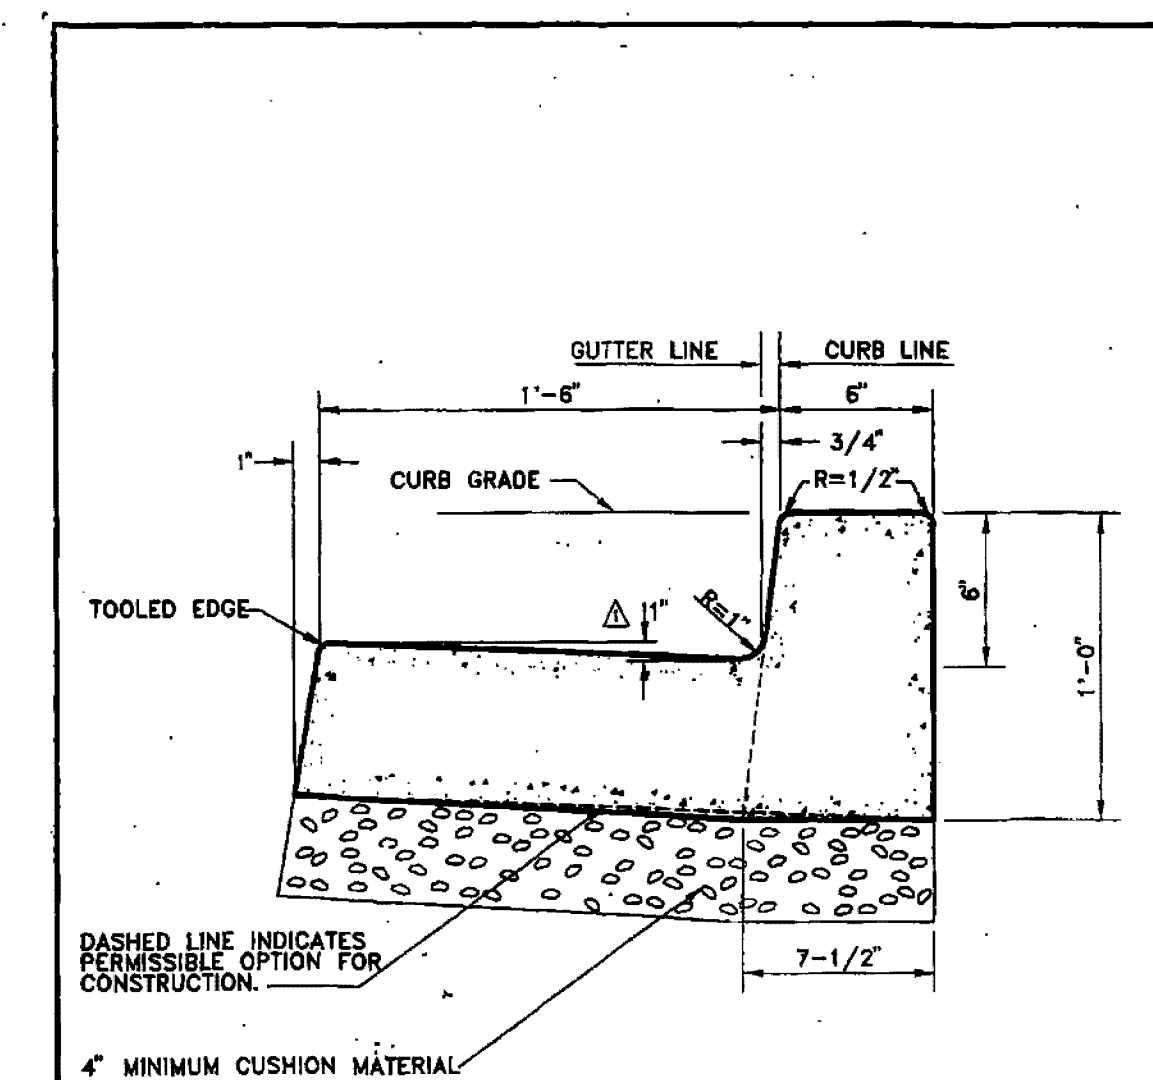 GUTTER LINE
CURB LINE
1'-6"
6"
3/4"
1"
CURB GRADE
R=1/2"
TOOLED EDGE
1
1"
R=1"
6"
1'-0"
DASHED LINE INDICATES
PERMISSIBLE OPTION FOR
CONSTRUCTION.
7-1/2"
4" MINIMUM CUSHION MATERIAL